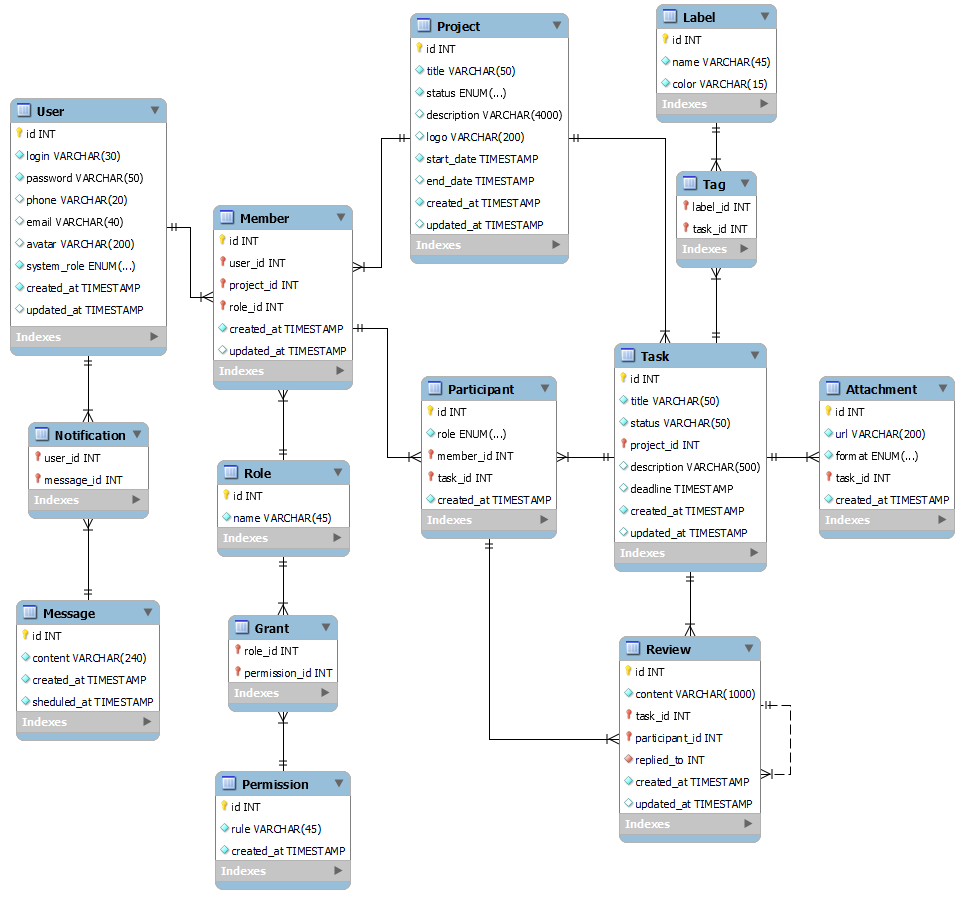 User
id INT
login VARCHAR(30)
password VARCHAR(50)
phone VARCHAR(20)
email VARCHAR(40)
avatar VARCHAR(200)
system_role ENUM(...)
created_at TIMESTAMP
updated_at TIMESTAMP
Indexes
Notification
user_id INT
message_id INT
Indexes
Message
id INT
content VARCHAR(240)
created_at TIMESTAMP
sheduled_at TIMESTAMP
Indexes
Member
id INT
user_id INT
project_id INT
role_id INT
created_at TIMESTAMP
updated_at TIMESTAMP
Indexes
Role
id INT
name VARCHAR(45)
Indexes
Grant
role_id INT
permission_id INT
Indexes
Permission
id INT
rule VARCHAR(45)
created_at TIMESTAMP
Indexes
Project
id INT
title VARCHAR(50)
status ENUM(...)
description VARCHAR(4000)
logo VARCHAR(200)
start_date TIMESTAMP
end_date TIMESTAMP
created_at TIMESTAMP
updated_at TIMESTAMP
Indexes
Participant
id INT
role ENUM(...)
member_id INT
task_id INT
created_at TIMESTAMP
Indexes
Label
id INT
name VARCHAR(45)
color VARCHAR(15)
Indexes
Tag
label_id INT
task_id INT
Indexes
Task
id INT
title VARCHAR(50)
status VARCHAR(50)
project_id INT
description VARCHAR(500)
deadline TIMESTAMP
created_at TIMESTAMP
updated_at TIMESTAMP
Indexes
Attachment
id INT
url VARCHAR(200)
format ENUM(...)
task_id INT
created_at TIMESTAMP
Indexes
Review
id INT
content VARCHAR(1000)
task_id INT
participant_id INT
replied_to INT
created_at TIMESTAMP
updated_at TIMESTAMP
Indexes